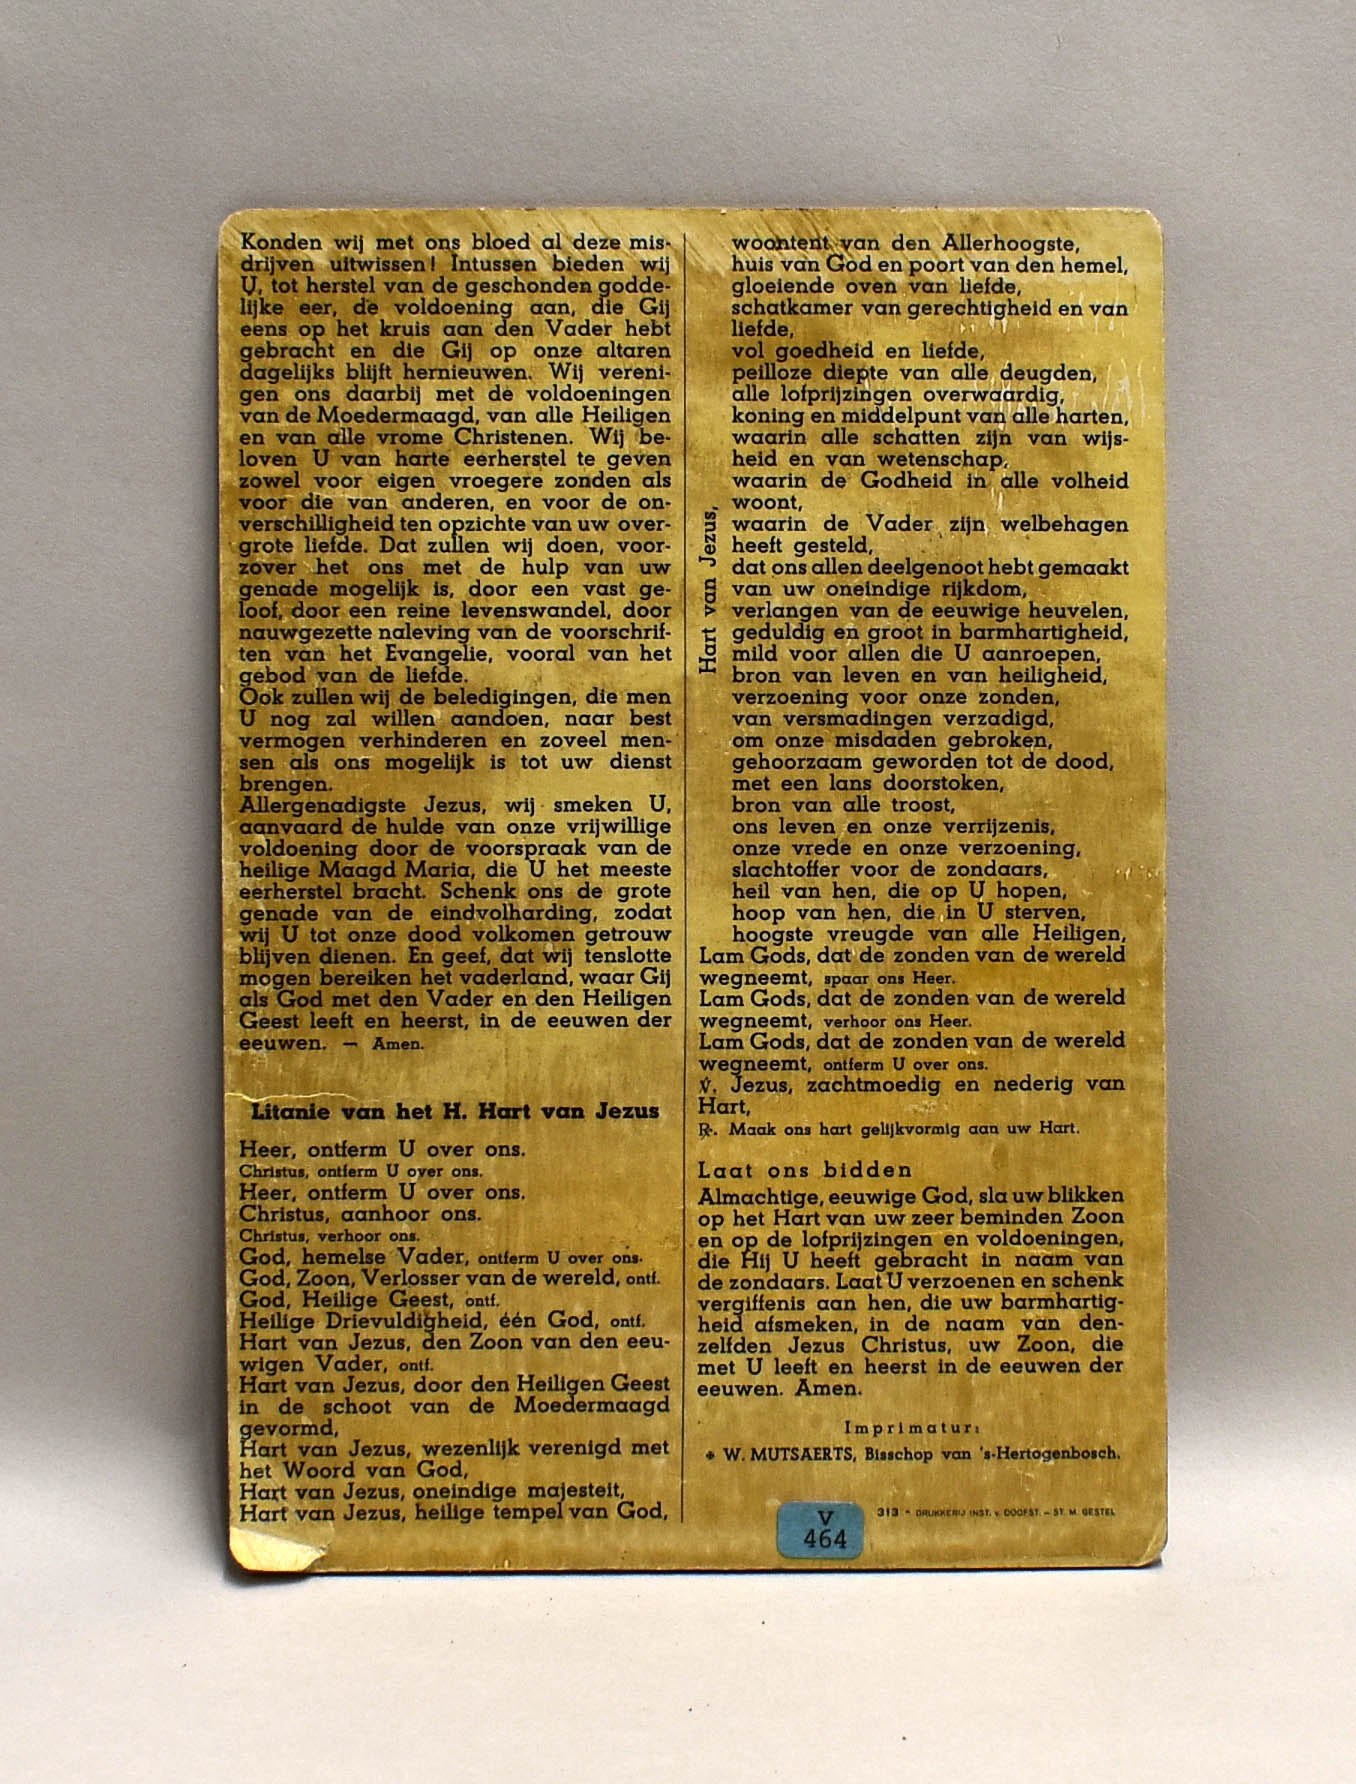 Konden wij met ons bloed al deze mis-
drijven uitwissen! Intussen bieden wij
U, tot herstel van de geschonden godde-
lijke eer, de voldoening aan, die Gij
eens op het kruis aan den Vader hebt
gebracht en die Gij op onze altaren
dagelijks blijft hernieuwen. Wij vereni-
gen ons daarbij met de voldoeningen
van de Moedermaagd, van alle Heiligen
en van alle vrome Christenen. Wij be-
loven U van harte eerherstel te geven
zowel voor eigen vroegere zonden als
voor die van anderen, en voor de on-
verschilligheid ten opzichte van uw over-
grote liefde. Dat zullen wij doen, voor-
zover het ons met de hulp van uw
genade mogelijk is, door een vast ge-
loof, door een reine levenswandel, door
nauwgezette naleving van de voorschrif-
ten van het Evangelie, vooral van het
gebod van de liefde.
Ook zullen wij de beledigingen, die men
U nog zal willen aandoen, naar best
vermogen verhinderen en zoveel men-
sen als ons mogelijk is tot uw dienst
brengen.
Allergenadigste Jezus, wij smeken U,
aanvaard de hulde van onze vrijwillige
voldoening door de voorspraak van de
heilige Maagd Maria, die U het meeste
eerherstel bracht. Schenk ons de grote
genade van de eindvolharding, zodat
wij U tot onze dood volkomen getrouw
blijven dienen. En geef, dat wij tenslotte
mogen bereiken het vaderland, waar Gij
als God met den Vader en den Heiligen
Geest leeft en heerst, in de eeuwen der
eeuwen. — Amen.
Litanie van het H. Hart van Jezus
Heer, ontferm U over ons.
Christus, ontferm U over ons.
Heer, ontferm U over ons.
Christus, aanhoor ons.
Christus, verhoor ons.
God, hemelse Vader, ontferm U over ons.
God, Zoon, Verlosser van de wereld, ontf.
God, Heilige Geest, ontf.
Heilige Drievuldigheid, één God, ontf.
Hart van Jezus, den Zoon van den eeu-
wigen Vader, ontf.
Hart van Jezus, door den Heiligen Geest
in de schoot van de Moedermaagd
gevormd,
Hart van Jezus, wezenlijk verenigd met
het Woord van God,
Hart van Jezus, oneindige majesteit,
Hart van Jezus, heilige tempel van God,
Hart van Jezus,
woontent van den Allerhoogste,
huis van God en poort van den hemel,
gloeiende oven van liefde,
schatkamer van gerechtigheid en van
liefde,
vol goedheid en liefde,
peilloze diepte van alle deugden,
alle lofprijzingen overwaardig,
koning en middelpunt van alle harten,
waarin alle schatten zijn van wijs-
heid en van wetenschap,
waarin de Godheid in alle volheid
woont,
waarin de Vader zijn welbehagen
heeft gesteld,
dat ons allen deelgenoot hebt gemaakt
van uw oneindige rijkdom,
verlangen van de eeuwige heuvelen,
geduldig en groot in barmhartigheid,
mild voor allen die U aanroepen,
bron van leven en van heiligheid,
verzoening voor onze zonden,
van versmadingen verzadigd,
om onze misdaden gebroken,
gehoorzaam geworden tot de dood,
met een lans doorstoken,
bron van alle troost,
ons leven en onze verrijzenis,
onze vrede en onze verzoening,
slachtoffer voor de zondaars,
heil van hen, die op U hopen,
hoop van hen, die in U sterven,
hoogste vreugde van alle Heiligen,
Lam Gods, dat de zonden van de wereld
wegneemt, spaar ons Heer.
Lam Gods, dat de zonden van de wereld
wegneemt, verhoor ons Heer.
Lam Gods, dat de zonden van de wereld
wegneemt, ontferm U over ons.
℣. Jezus, zachtmoedig en nederig van
Hart,
℟. Maak ons hart gelijkvormig aan uw Hart.
Laat ons bidden
Almachtige, eeuwige God, sla uw blikken
op het Hart van uw zeer beminden Zoon
en op de lofprijzingen en voldoeningen,
die Hij U heeft gebracht in naam van
de zondaars. Laat U verzoenen en schenk
vergiffenis aan hen, die uw barmhartig-
heid afsmeken, in de naam van den-
zelfden Jezus Christus, uw Zoon, die
met U leeft en heerst in de eeuwen der
eeuwen. Amen.
Imprimatur:
✠ W. MUTSAERTS, Bisschop van 's-Hertogenbosch.
313 - DRUKKERIJ INST. v. DOOFST. - ST. M. GESTEL
V
464